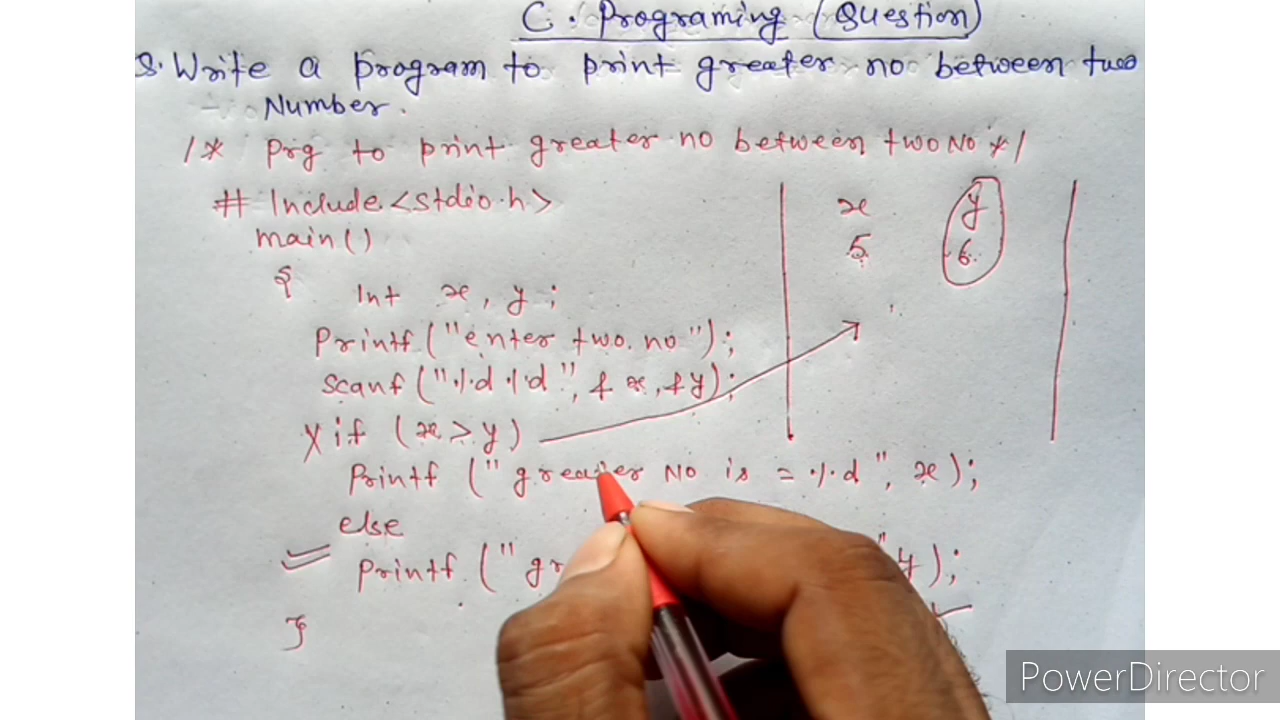 C. Programing (Question)
8. Write a program to print greater no between two
Number.
/* Prg to print greater no between two No */
# Include <stdio.h>
main()
{
Int x, y ;
Printf ("enter two. no");
Scanf ("%d %d", & x, & y);
X if (x > y)
Printf ("greater No is = %d", x);
else
Printf ("gr " y);
}
x y
5 6
PowerDirector